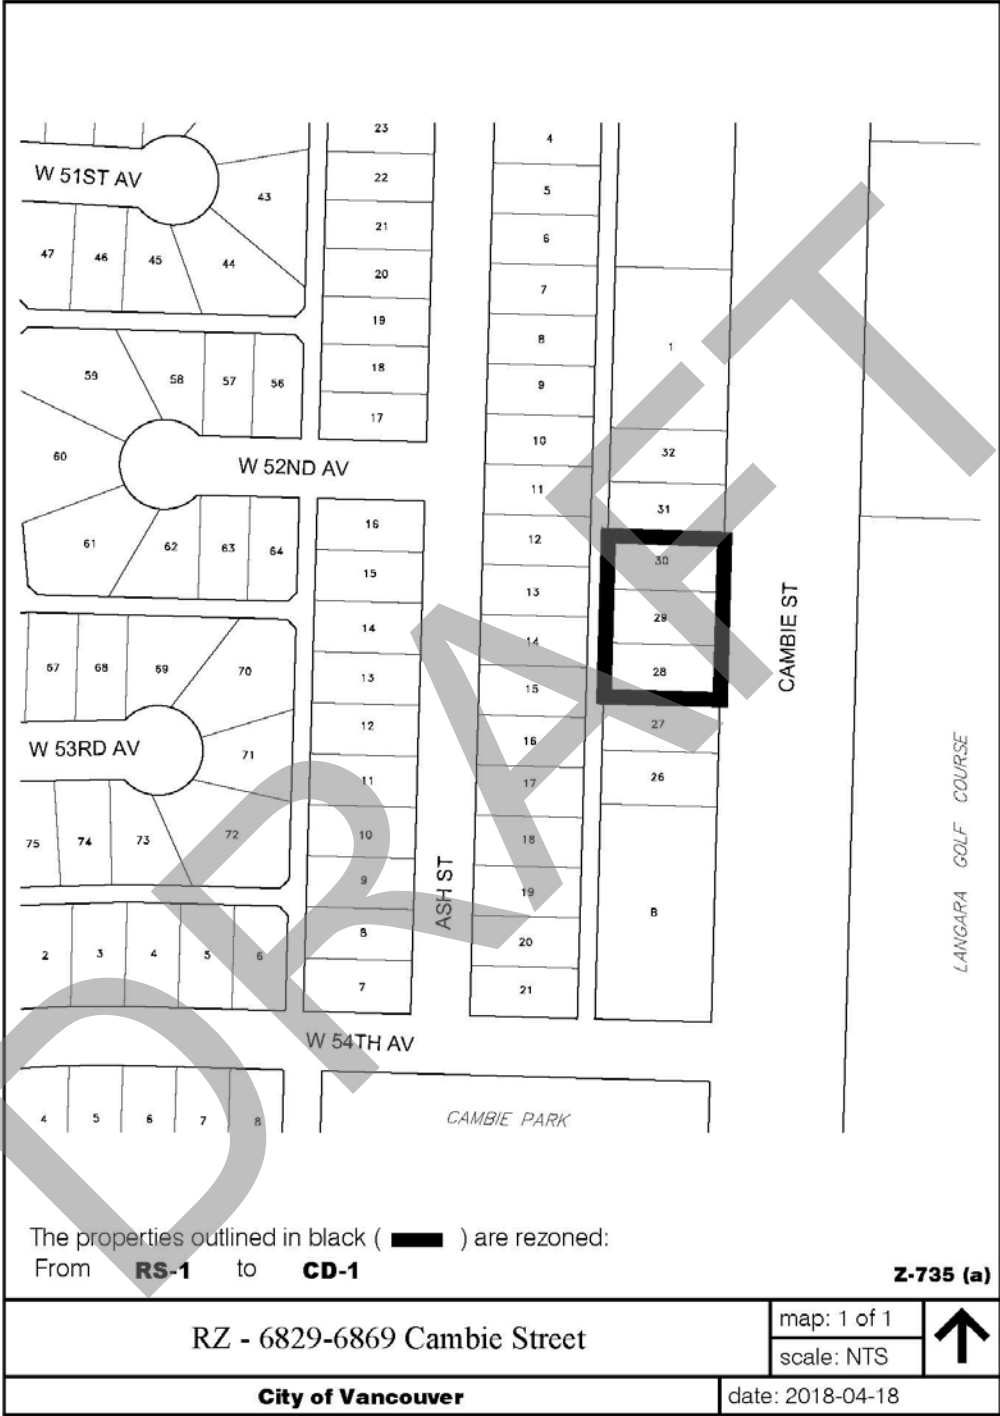 23
4
W 51ST AV
22
5
43
21
6
47 46 45 44
20
7
19
8
1
59 58 57 56
18
9
17
10
32
60
W 52ND AV
11
31
16
12
61 62 63 64
30
15
13
29
14
14
CAMBIE ST
67 68 69 70
13
15
28
12
16
27
W 53RD AV
71
11
17
26
75 74 73 72
10
18
9
19
ASH ST
B
LANGARA GOLF COURSE
2 3 4 5 6
8
20
7
21
W 54TH AV
4 5 6 7 8
CAMBIE PARK
DRAFT
The properties outlined in black ( ) are rezoned:
From RS-1 to CD-1
Z-735 (a)
RZ - 6829-6869 Cambie Street
map: 1 of 1
scale: NTS
City of Vancouver
date: 2018-04-18